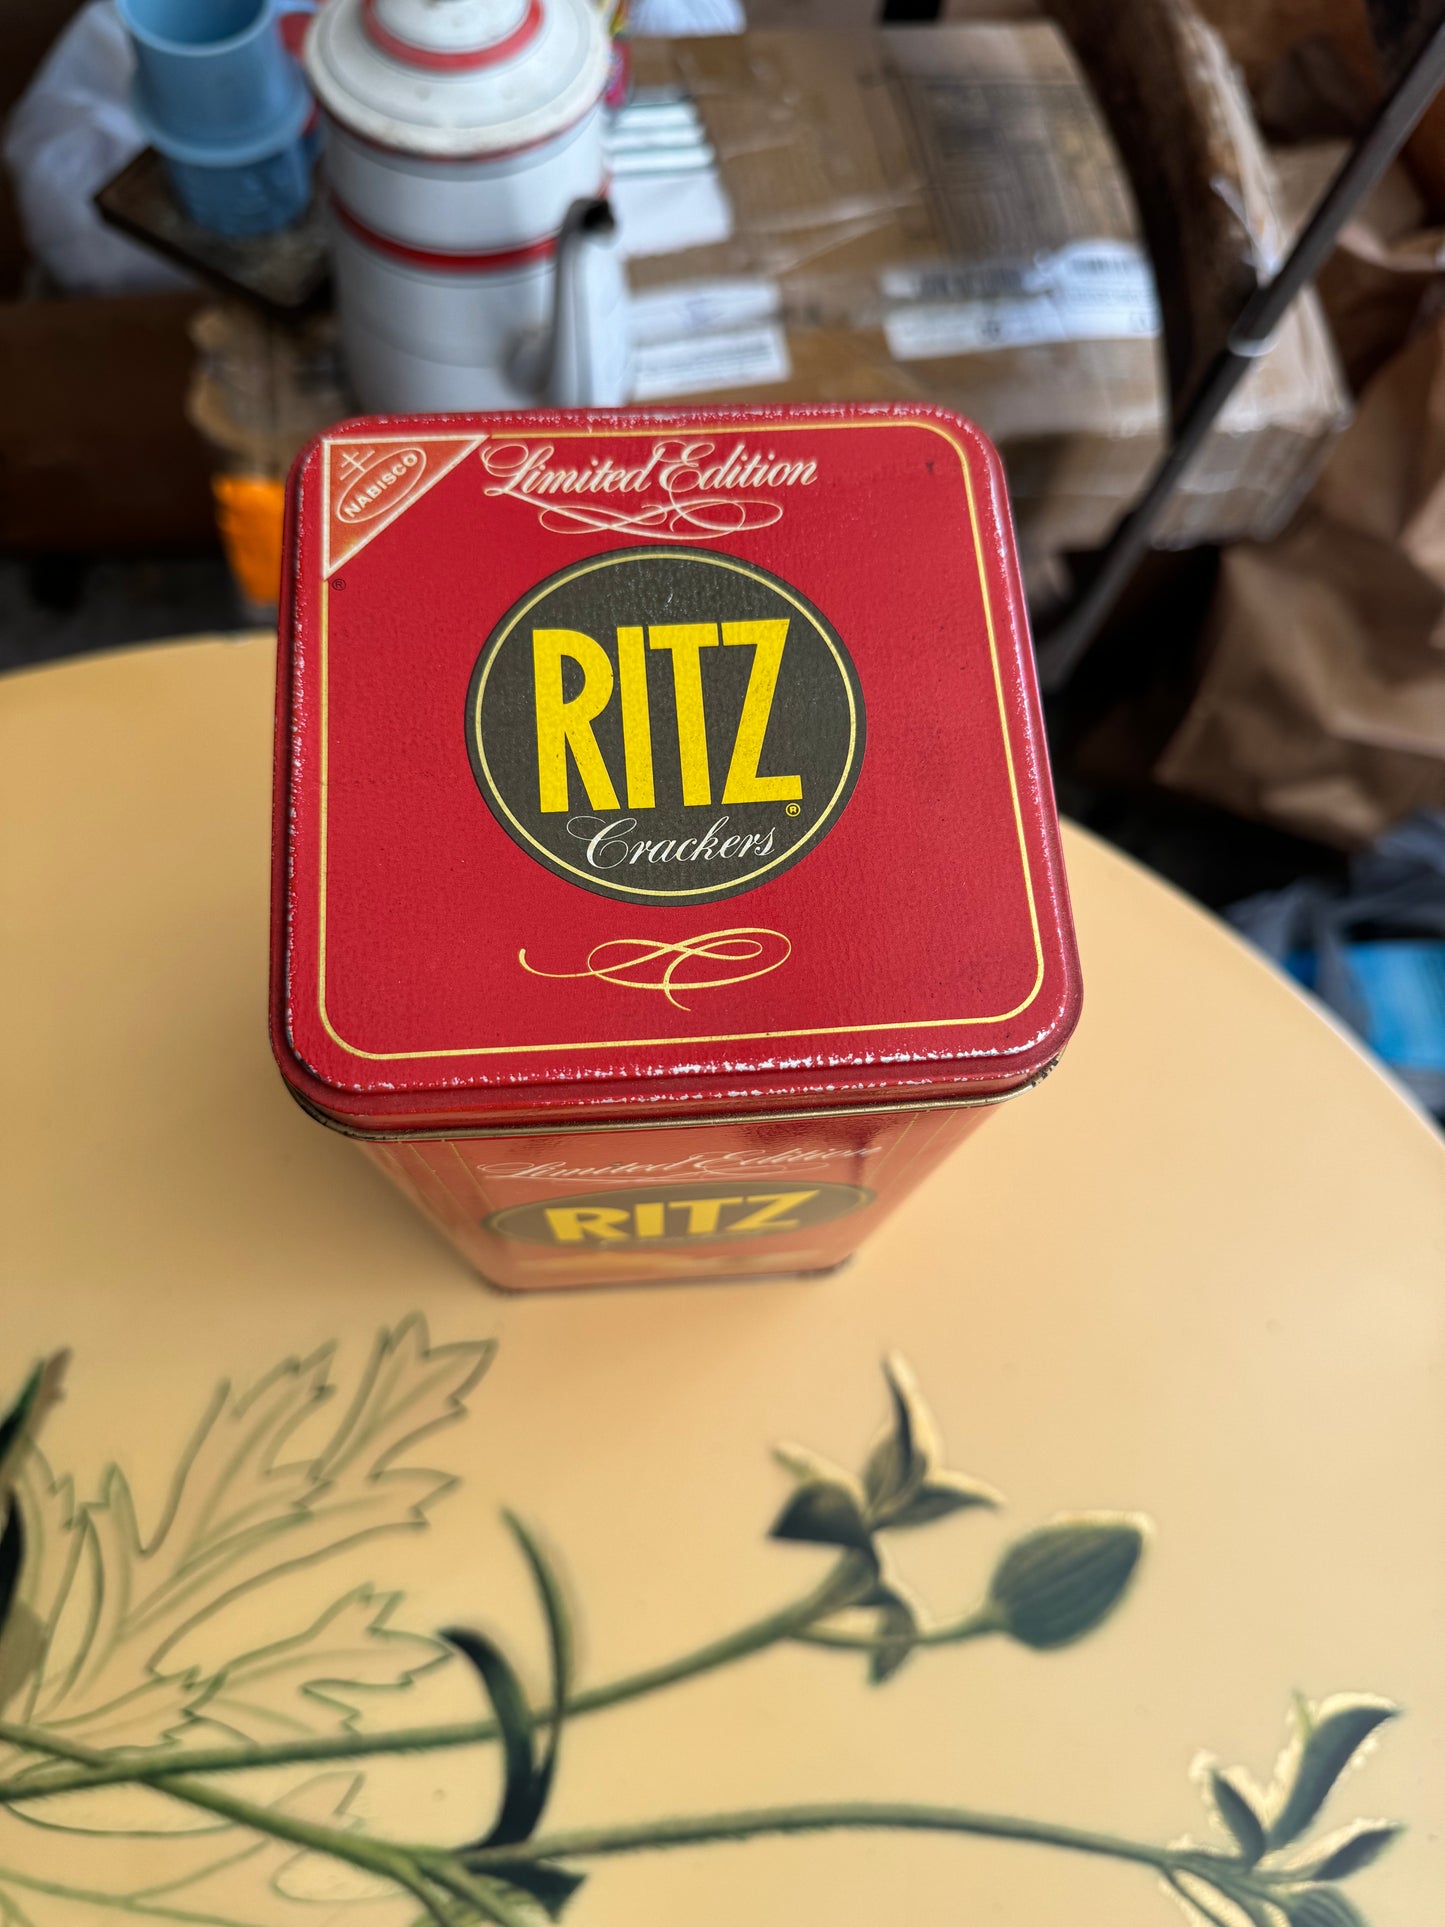 NABISCO
®
Limited Edition
RITZ®
Crackers
Limited Edition
RITZ